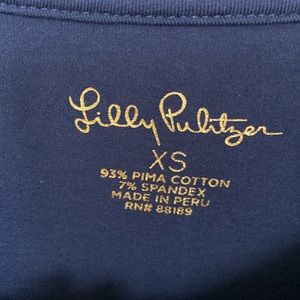 Lilly Pulitzer
XS
93% PIMA COTTON
7% SPANDEX
MADE IN PERU
RN# 88189